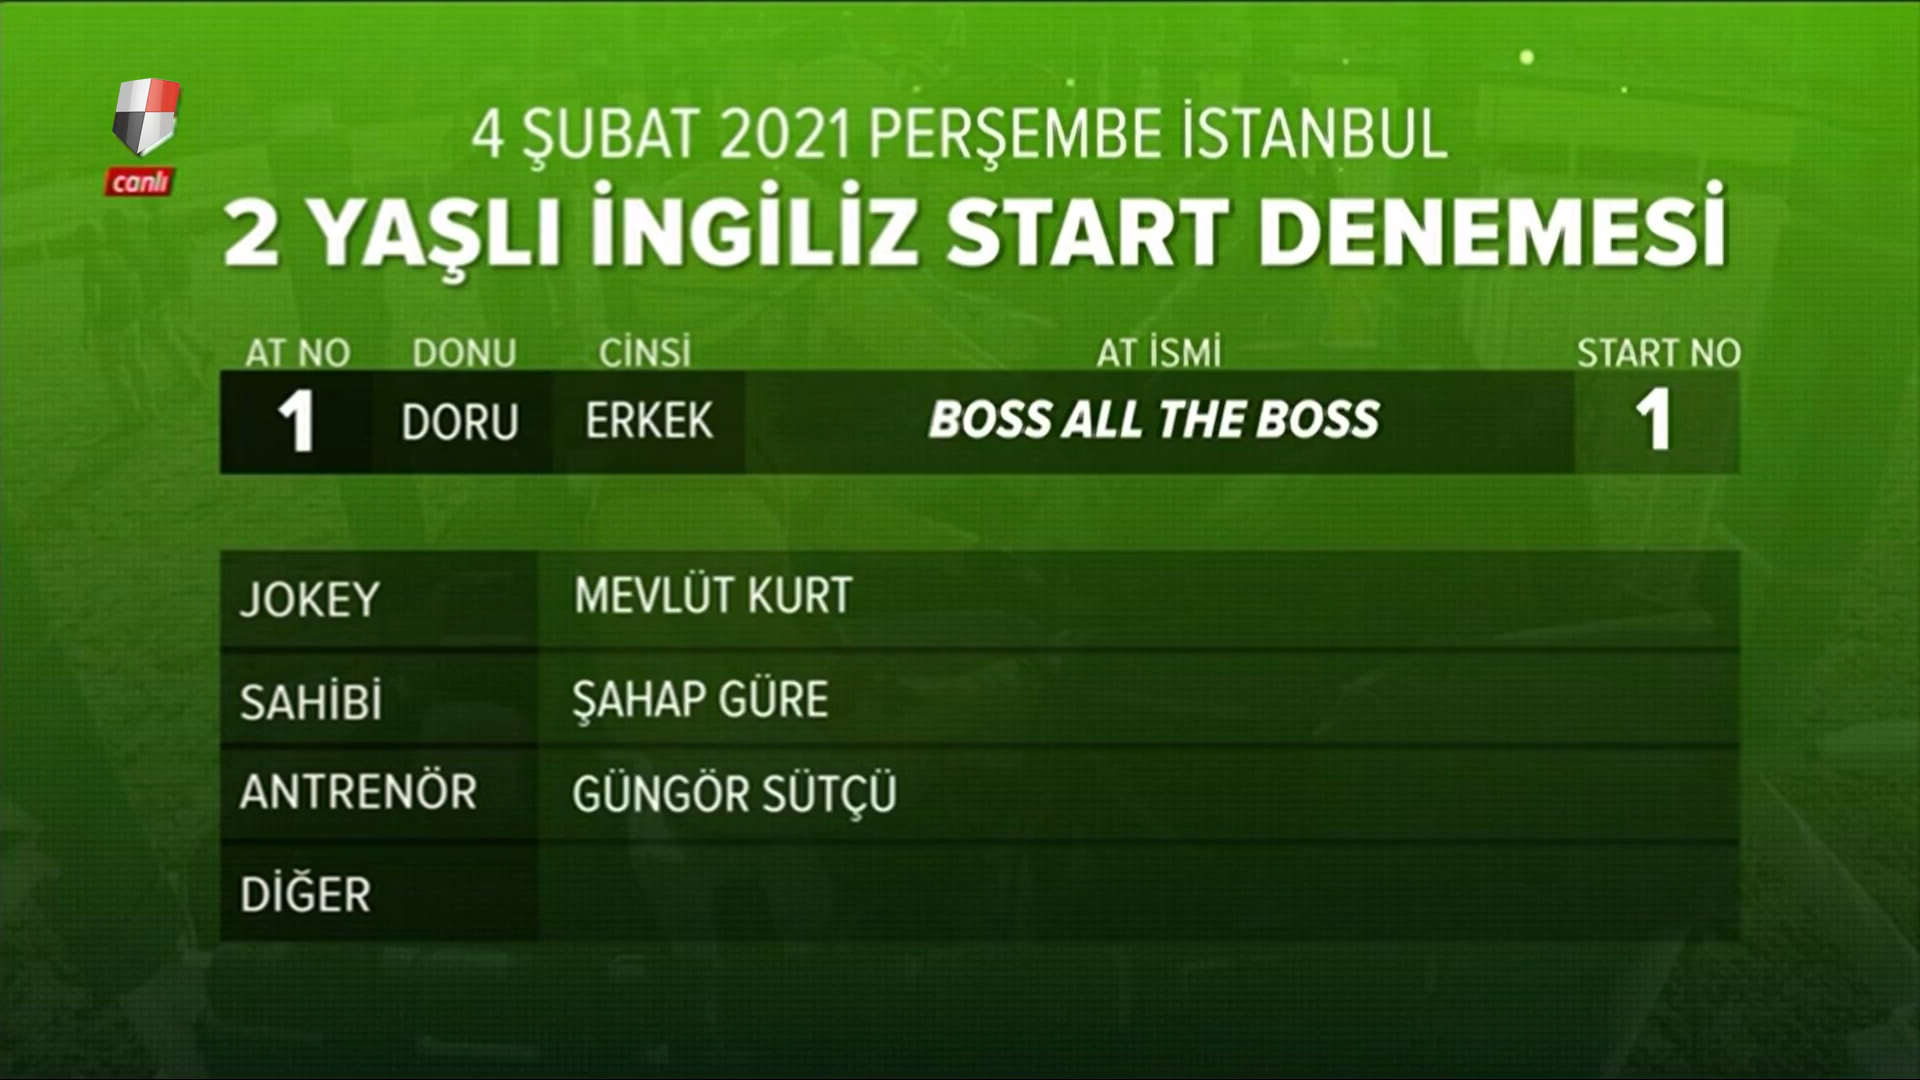 canlı
4 ŞUBAT 2021 PERŞEMBE İSTANBUL
2 YAŞLI İNGİLİZ START DENEMESİ
AT NO DONU CİNSİ AT İSMİ START NO
1 DORU ERKEK BOSS ALL THE BOSS 1
JOKEY MEVLÜT KURT
SAHİBİ ŞAHAP GÜRE
ANTRENÖR GÜNGÖR SÜTÇÜ
DİĞER